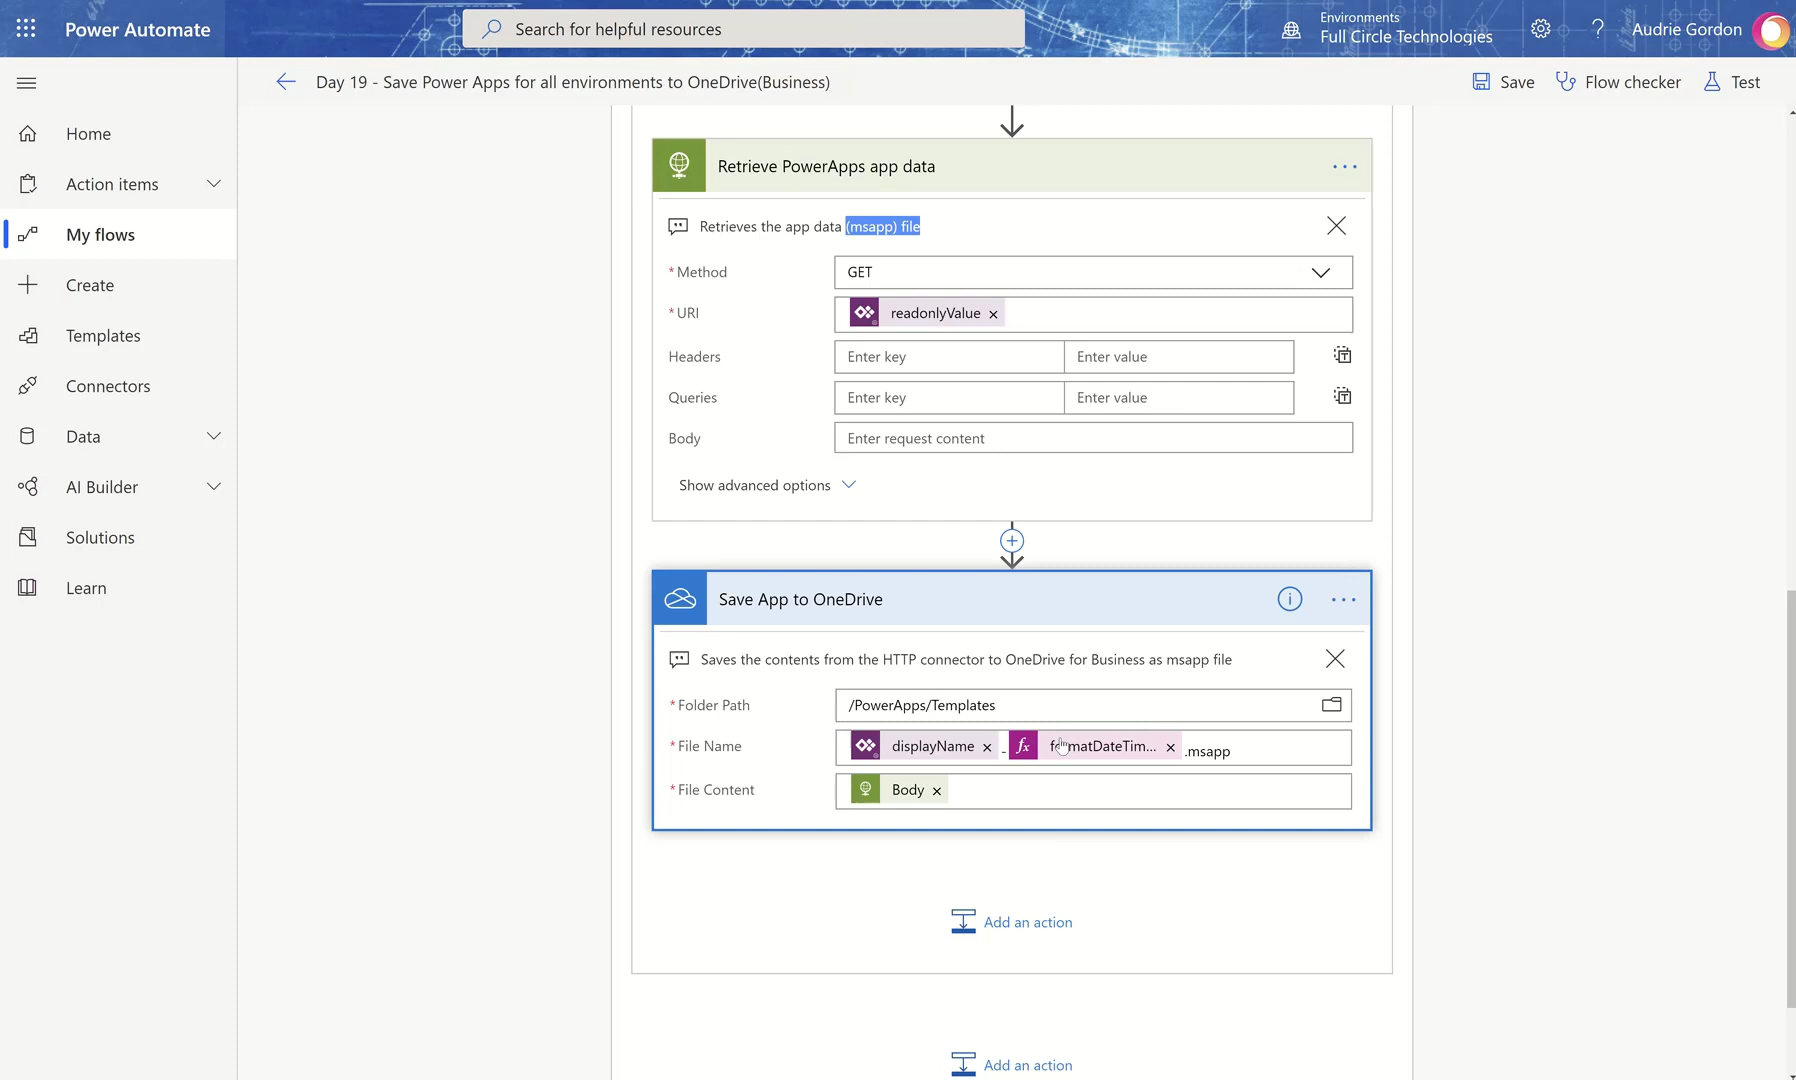 Power Automate
Search for helpful resources
Environments
Full Circle Technologies
?
Audrie Gordon
Day 19 - Save Power Apps for all environments to OneDrive(Business)
Save
Flow checker
Test
Home
Action items
My flows
Create
Templates
Connectors
Data
AI Builder
Solutions
Learn
Retrieve PowerApps app data
...
Retrieves the app data (msapp) file
* Method
GET
* URI
readonlyValue ×
Headers
Enter key
Enter value
Queries
Enter key
Enter value
Body
Enter request content
Show advanced options
Save App to OneDrive
...
Saves the contents from the HTTP connector to OneDrive for Business as msapp file
* Folder Path
/PowerApps/Templates
* File Name
displayName × - fx formatDateTim... × .msapp
* File Content
Body ×
Add an action
Add an action